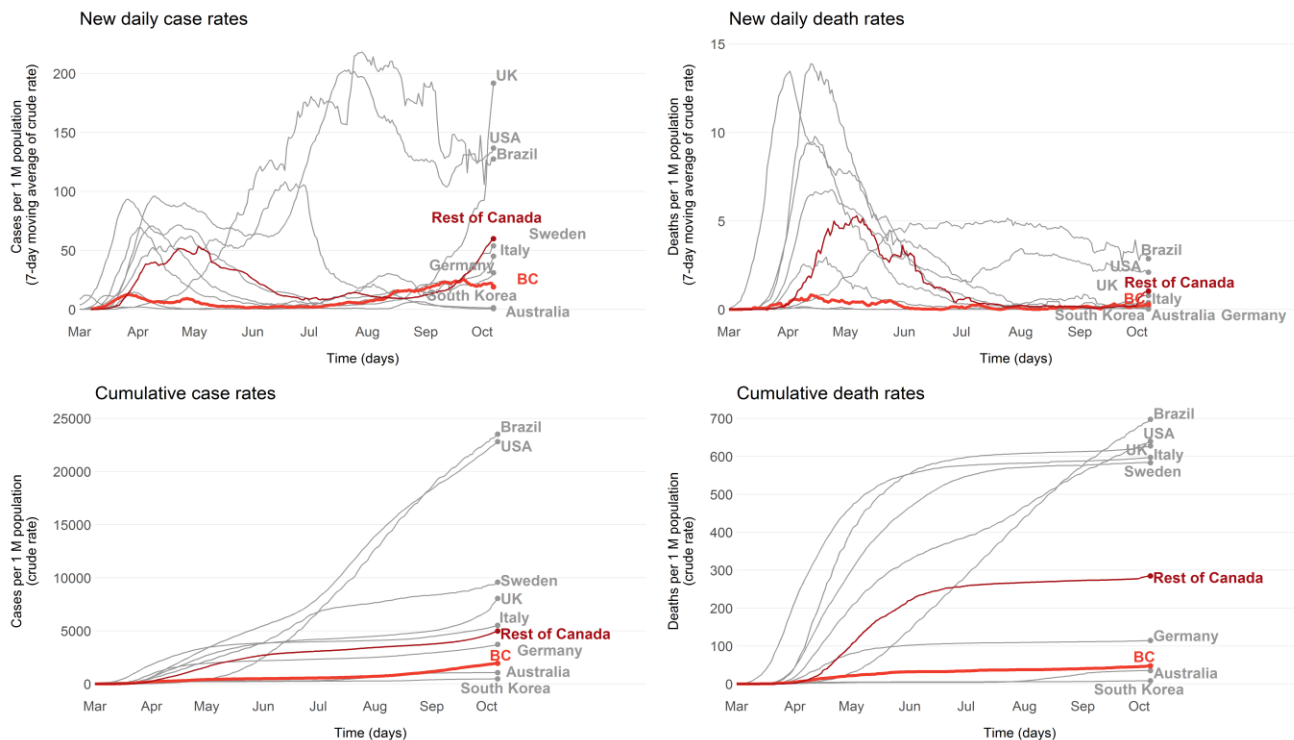 New daily case rates
Cases per 1 M population
(7-day moving average of crude rate)
200
150
100
50
0
UK
USA
Brazil
Rest of Canada
Sweden
Italy
Germany
BC
South Korea
Australia
Mar Apr May Jun Jul Aug Sep Oct
Time (days)
New daily death rates
Deaths per 1 M population
(7-day moving average of crude rate)
15
10
5
0
Brazil
USA
UK Rest of Canada
BC Italy
South Korea Australia Germany
Mar Apr May Jun Jul Aug Sep Oct
Time (days)
Cumulative case rates
Cases per 1 M population
(crude rate)
25000
20000
15000
10000
5000
0
Brazil
USA
Sweden
UK
Italy
Rest of Canada
BC Germany
Australia
South Korea
Mar Apr May Jun Jul Aug Sep Oct
Time (days)
Cumulative death rates
Deaths per 1 M population
(crude rate)
700
600
500
400
300
200
100
0
Brazil
USA
UK Italy
Sweden
Rest of Canada
Germany
BC
Australia
South Korea
Mar Apr May Jun Jul Aug Sep Oct
Time (days)